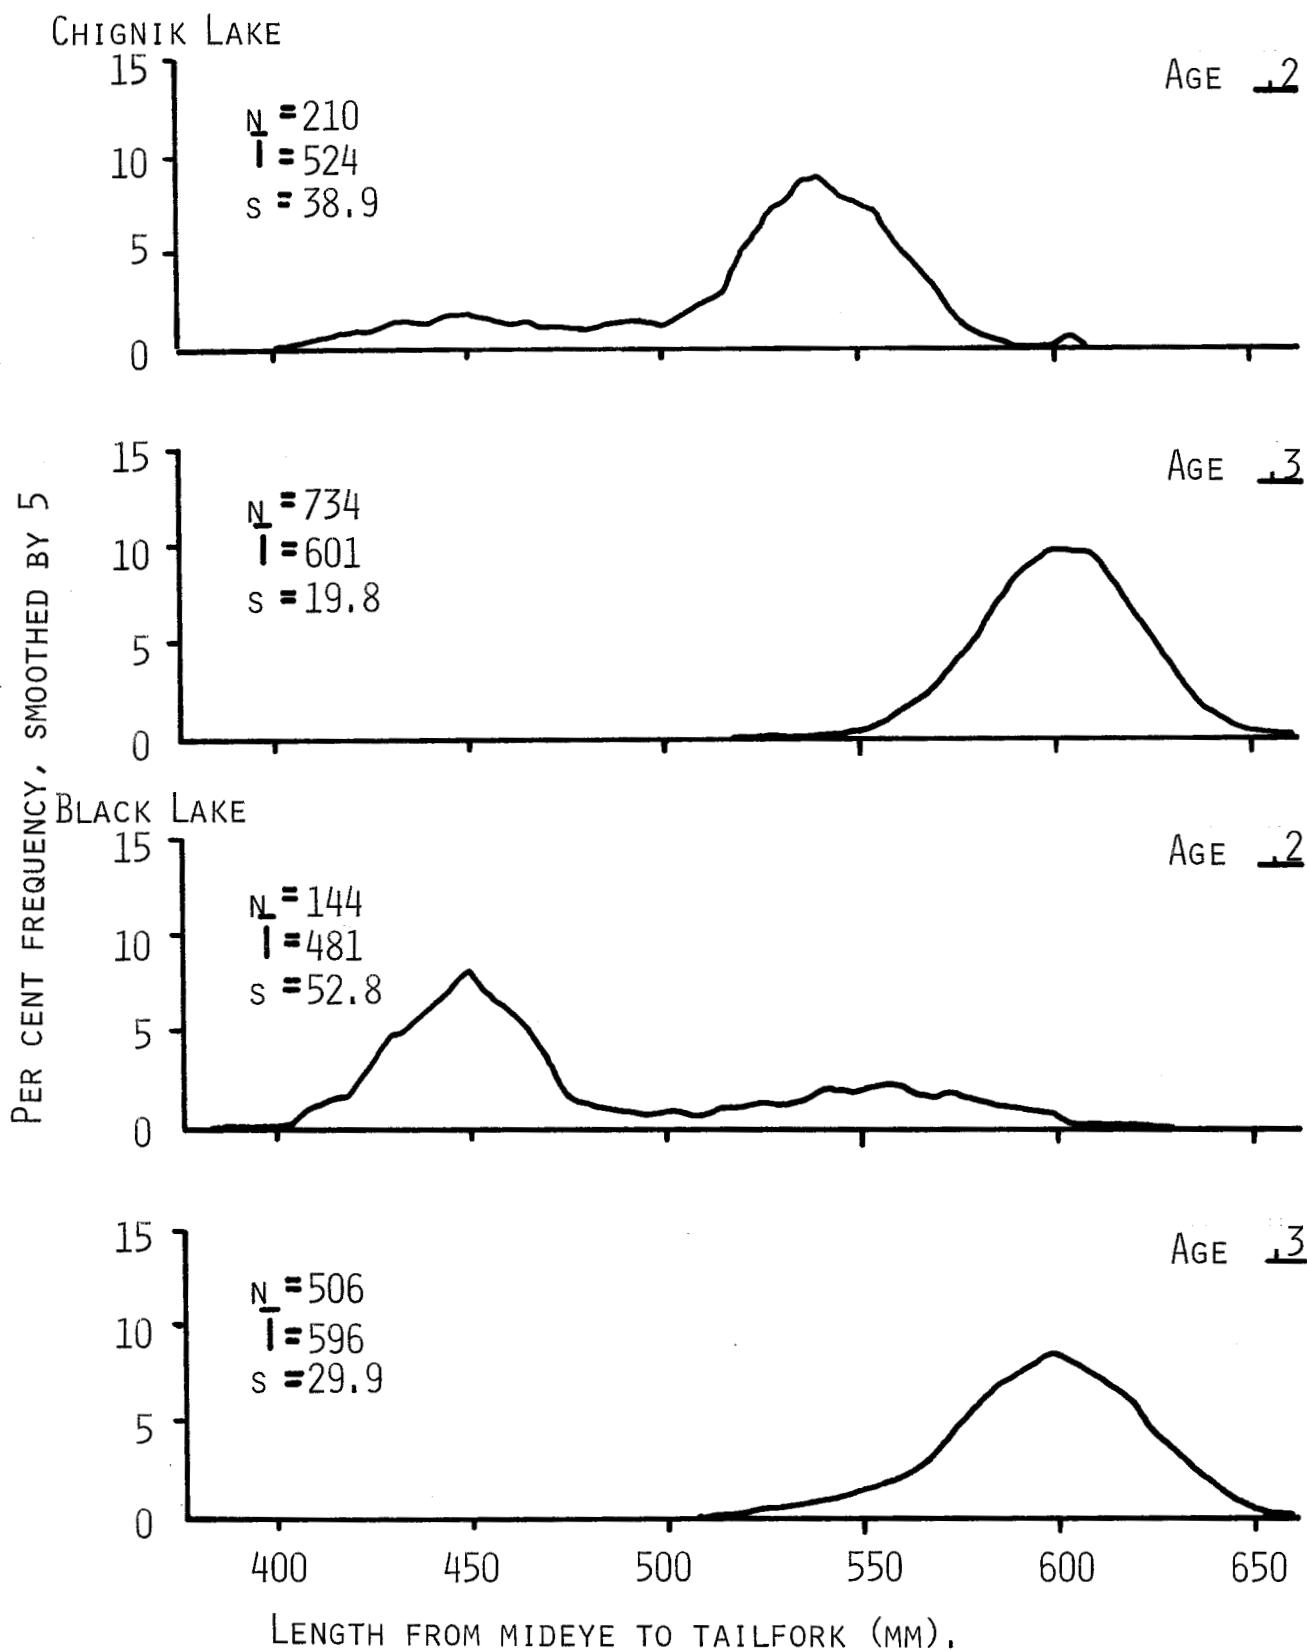 CHIGNIK LAKE
AGE .2
15
10
5
0
N = 210
l̅ = 524
S = 38.9
AGE .3
15
10
5
0
N = 734
l̅ = 601
S = 19.8
PER CENT FREQUENCY, SMOOTHED BY 5
BLACK LAKE
AGE .2
15
10
5
0
N = 144
l̅ = 481
S = 52.8
AGE .3
15
10
5
0
N = 506
l̅ = 596
S = 29.9
400 450 500 550 600 650
LENGTH FROM MIDEYE TO TAILFORK (MM).